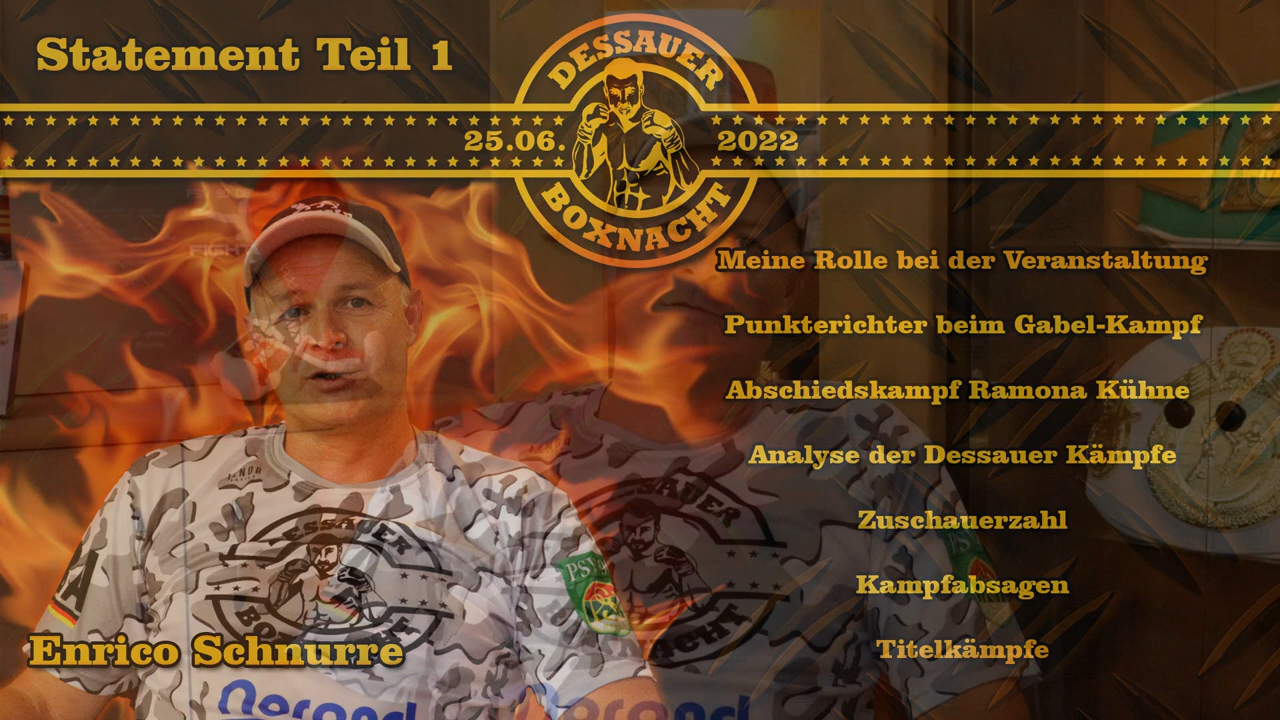 Statement Teil 1
DESSAUER
25.06. 2022
BOXNACHT
FIGHT
Meine Rolle bei der Veranstaltung
Punkterichter beim Gabel-Kampf
Abschiedskampf Ramona Kühne
Analyse der Dessauer Kämpfe
Zuschauerzahl
Kampfabsagen
Titelkämpfe
Enrico Schnurre